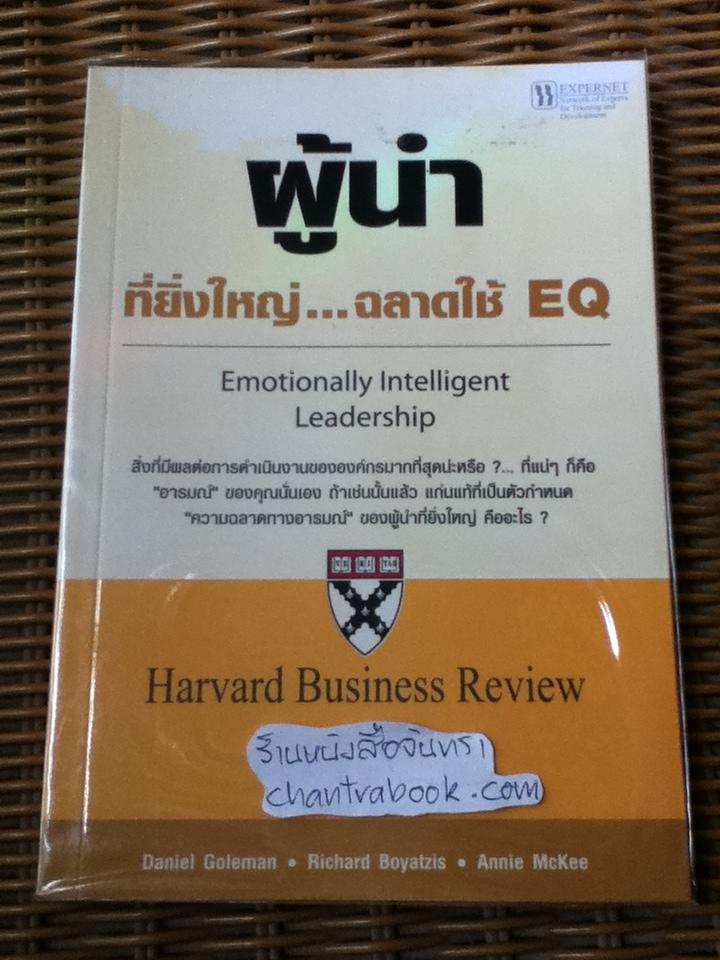 EXPERNET
Network of Experts
for Training and
Development
ผู้นำ
ที่ยิ่งใหญ่...ฉลาดใช้ EQ
Emotionally Intelligent
Leadership
สิ่งที่มีผลต่อการดำเนินงานขององค์กรมากที่สุดน่ะหรือ ?... ที่แน่ๆ ก็คือ
"อารมณ์" ของคุณนั่นเอง ถ้าเช่นนั้นแล้ว แก่นแท้ที่เป็นตัวกำหนด
"ความฉลาดทางอารมณ์" ของผู้นำที่ยิ่งใหญ่ คืออะไร ?
Harvard Business Review
ร้านหนังสือจันทรา
chantrabook.com
Daniel Goleman • Richard Boyatzis • Annie McKee